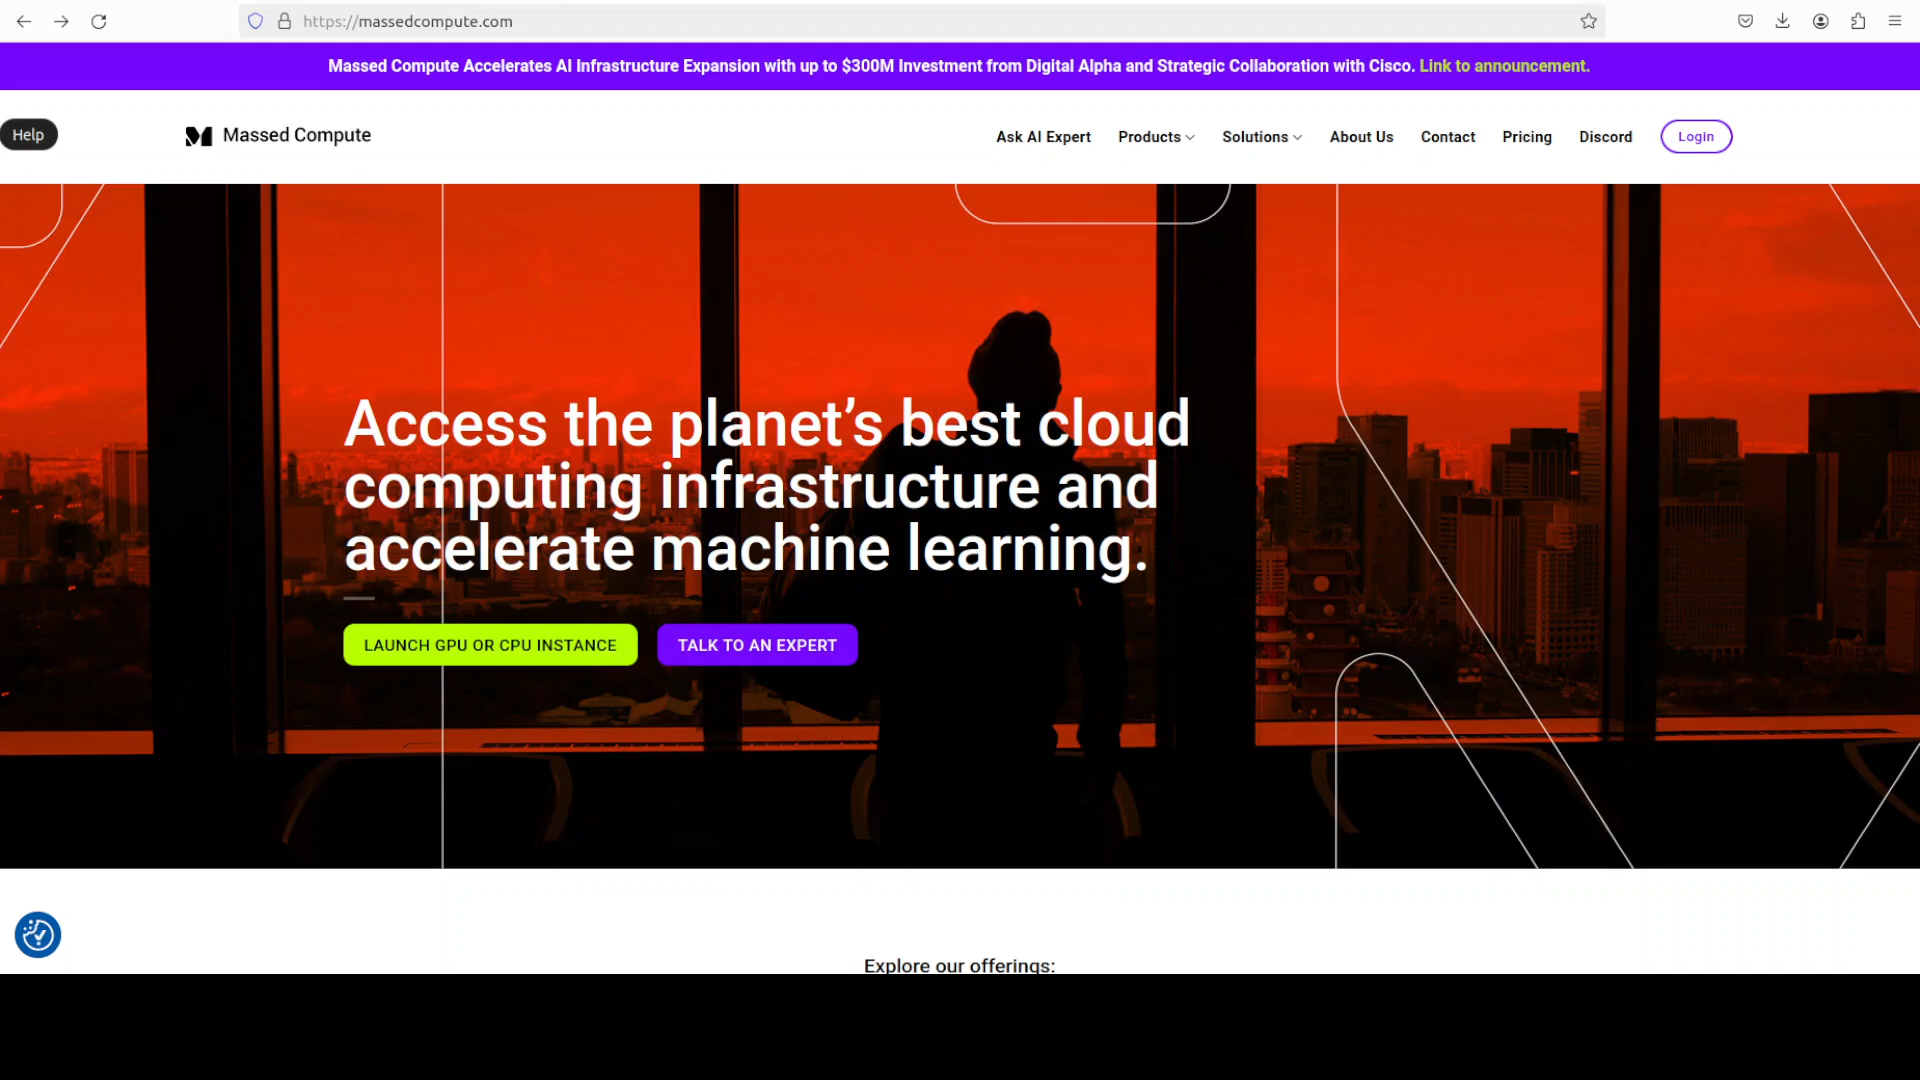 https://massedcompute.com
Massed Compute Accelerates AI Infrastructure Expansion with up to $300M Investment from Digital Alpha and Strategic Collaboration with Cisco. Link to announcement.
Help
Massed Compute
Ask AI Expert
Products
Solutions
About Us
Contact
Pricing
Discord
Login
Access the planet’s best cloud
computing infrastructure and
accelerate machine learning.
LAUNCH GPU OR CPU INSTANCE
TALK TO AN EXPERT
Explore our offerings: